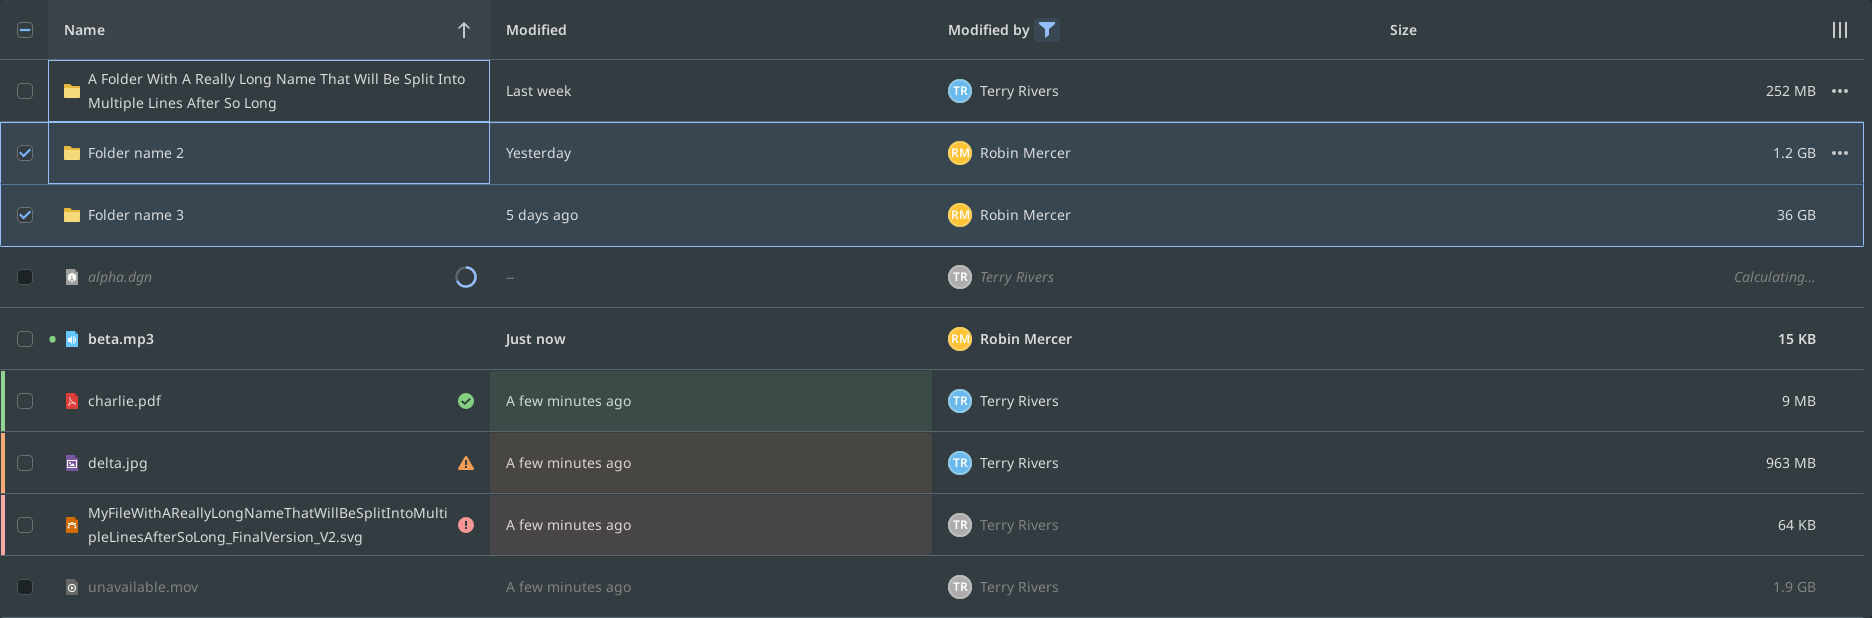 Name Modified Modified by Size
A Folder With A Really Long Name That Will Be Split Into
Multiple Lines After So Long
Last week TR Terry Rivers 252 MB
Folder name 2 Yesterday RM Robin Mercer 1.2 GB
Folder name 3 5 days ago RM Robin Mercer 36 GB
alpha.dgn -- TR Terry Rivers Calculating...
beta.mp3 Just now RM Robin Mercer 15 KB
charlie.pdf A few minutes ago TR Terry Rivers 9 MB
delta.jpg A few minutes ago TR Terry Rivers 963 MB
MyFileWithAReallyLongNameThatWillBeSplitIntoMulti
pleLinesAfterSoLong_FinalVersion_V2.svg
A few minutes ago TR Terry Rivers 64 KB
unavailable.mov A few minutes ago TR Terry Rivers 1.9 GB